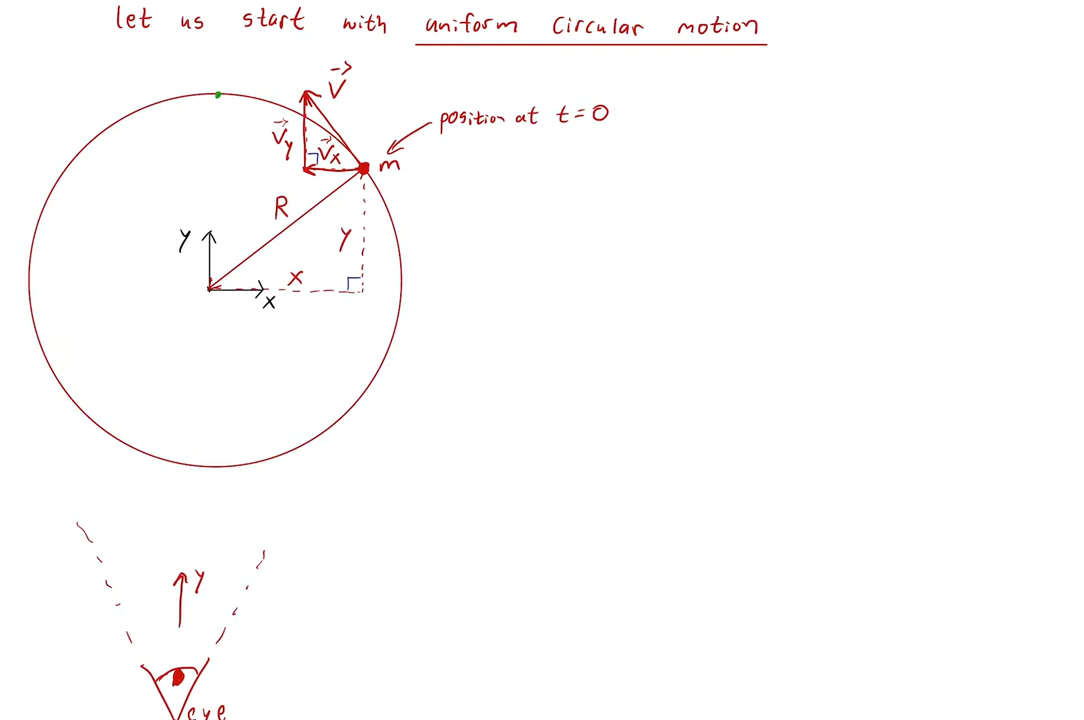 let us start with uniform circular motion
V
position at t=0
Vy
Vx
m
R
y
y
x
x
y
eye